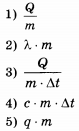 1) Q/m
2) λ · m
3) Q/(m · Δt)
4) c · m · Δt
5) q · m